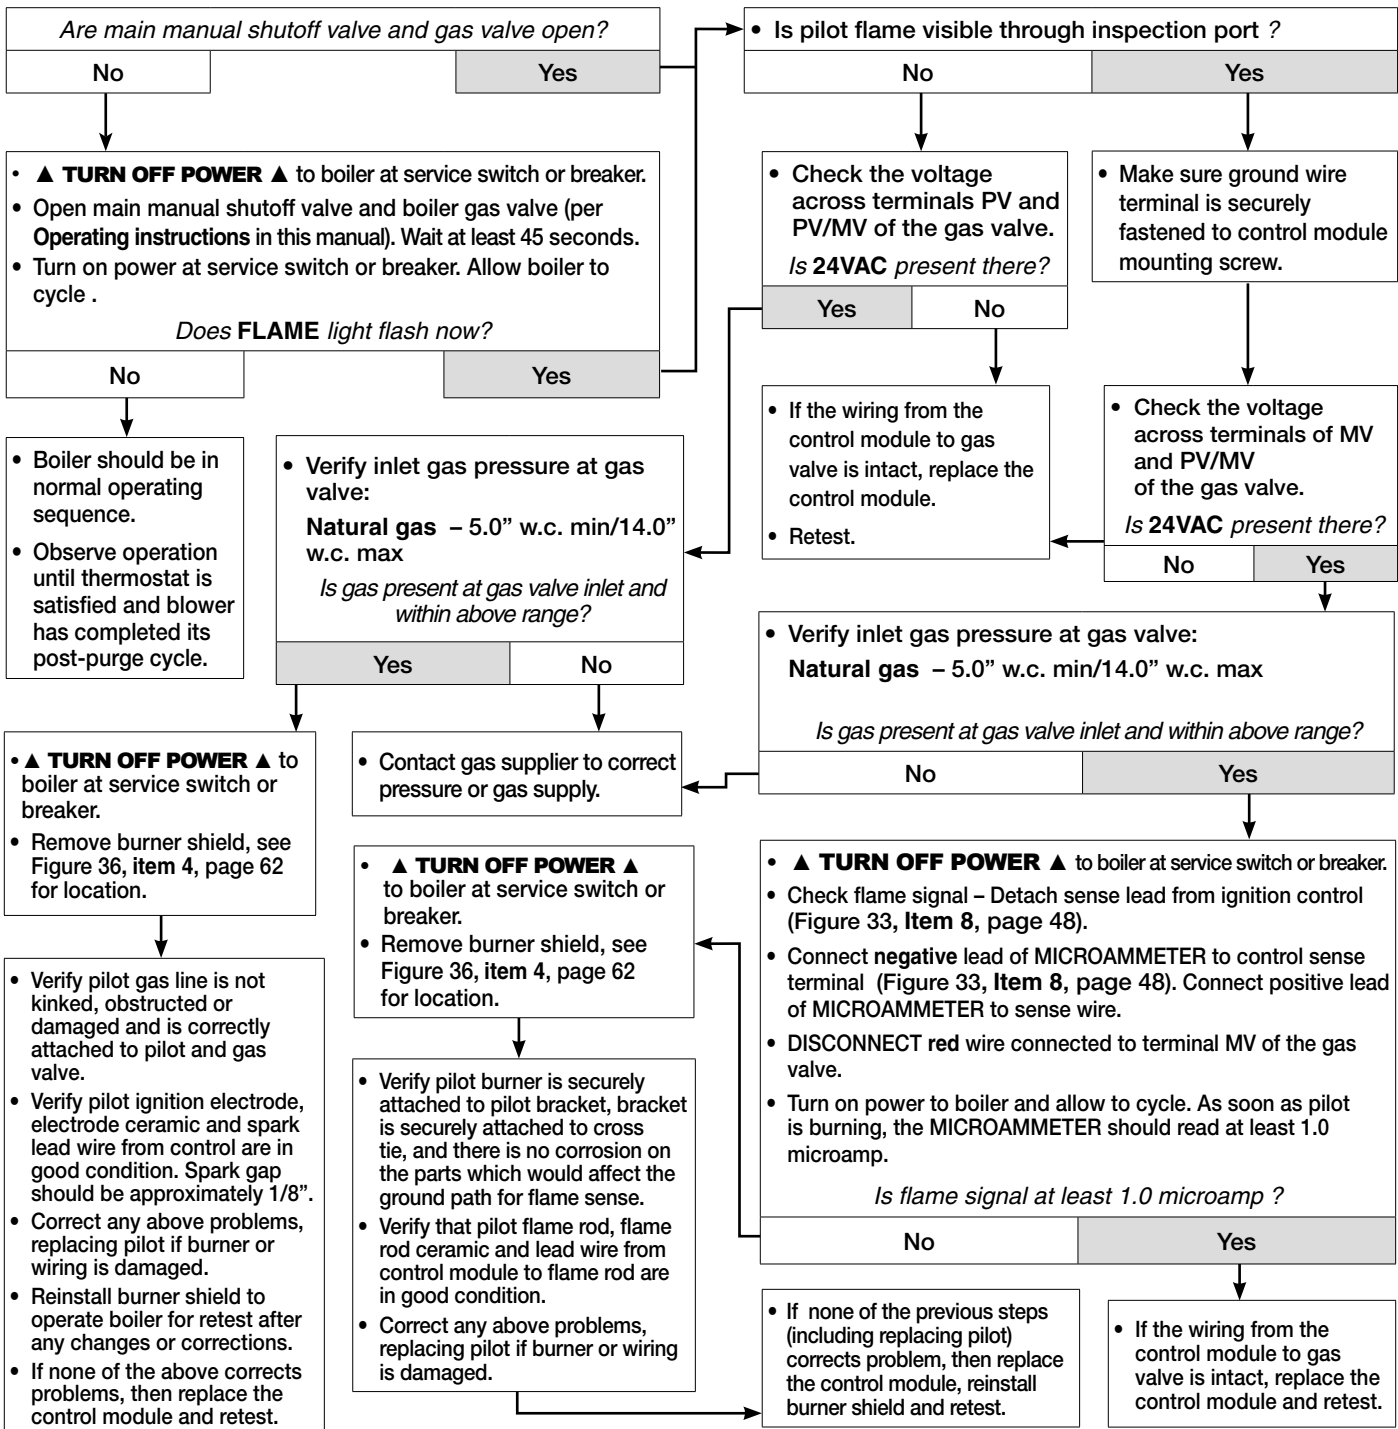 Are main manual shutoff valve and gas valve open?
No
Yes
• ▲ TURN OFF POWER ▲ to boiler at service switch or breaker.
• Open main manual shutoff valve and boiler gas valve (per
Operating instructions in this manual). Wait at least 45 seconds.
• Turn on power at service switch or breaker. Allow boiler to
cycle .
Does FLAME light flash now?
No
Yes
• Boiler should be in
normal operating
sequence.
• Observe operation
until thermostat is
satisfied and blower
has completed its
post-purge cycle.
• Is pilot flame visible through inspection port ?
No
Yes
• Check the voltage
across terminals PV and
PV/MV of the gas valve.
Is 24VAC present there?
Yes
No
• Make sure ground wire
terminal is securely
fastened to control module
mounting screw.
• If the wiring from the
control module to gas
valve is intact, replace the
control module.
• Retest.
• Check the voltage
across terminals of MV
and PV/MV
of the gas valve.
Is 24VAC present there?
No
Yes
• Verify inlet gas pressure at gas
valve:
Natural gas – 5.0” w.c. min/14.0”
w.c. max
Is gas present at gas valve inlet and
within above range?
Yes
No
• Verify inlet gas pressure at gas valve:
Natural gas – 5.0” w.c. min/14.0” w.c. max
Is gas present at gas valve inlet and within above range?
No
Yes
• ▲ TURN OFF POWER ▲ to
boiler at service switch or
breaker.
• Remove burner shield, see
Figure 36, item 4, page 62
for location.
• Contact gas supplier to correct
pressure or gas supply.
• Verify pilot gas line is not
kinked, obstructed or
damaged and is correctly
attached to pilot and gas
valve.
• Verify pilot ignition electrode,
electrode ceramic and spark
lead wire from control are in
good condition. Spark gap
should be approximately 1/8”.
• Correct any above problems,
replacing pilot if burner or
wiring is damaged.
• Reinstall burner shield to
operate boiler for retest after
any changes or corrections.
• If none of the above corrects
problems, then replace the
control module and retest.
• ▲ TURN OFF POWER ▲
to boiler at service switch or
breaker.
• Remove burner shield, see
Figure 36, item 4, page 62
for location.
• Verify pilot burner is securely
attached to pilot bracket, bracket
is securely attached to cross
tie, and there is no corrosion on
the parts which would affect the
ground path for flame sense.
• Verify that pilot flame rod, flame
rod ceramic and lead wire from
control module to flame rod are
in good condition.
• Correct any above problems,
replacing pilot if burner or wiring
is damaged.
• ▲ TURN OFF POWER ▲ to boiler at service switch or breaker.
• Check flame signal – Detach sense lead from ignition control
(Figure 33, Item 8, page 48).
• Connect negative lead of MICROAMMETER to control sense
terminal (Figure 33, Item 8, page 48). Connect positive lead
of MICROAMMETER to sense wire.
• DISCONNECT red wire connected to terminal MV of the gas
valve.
• Turn on power to boiler and allow to cycle. As soon as pilot
is burning, the MICROAMMETER should read at least 1.0
microamp.
Is flame signal at least 1.0 microamp ?
No
Yes
• If none of the previous steps
(including replacing pilot)
corrects problem, then replace
the control module, reinstall
burner shield and retest.
• If the wiring from the
control module to gas
valve is intact, replace the
control module and retest.